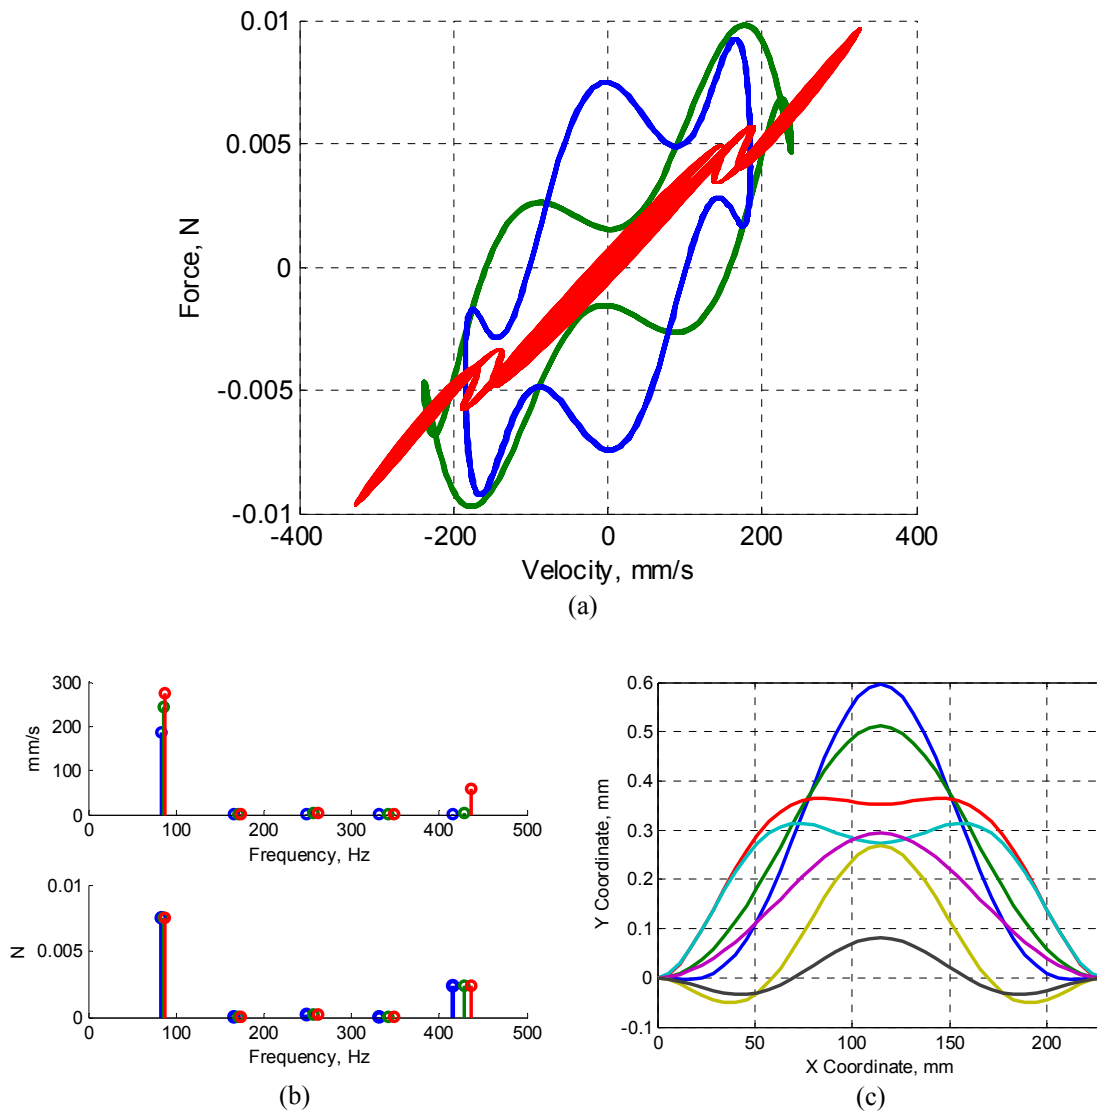 0.01
0.005
0
-0.005
-0.01
Force, N
-400 -200 0 200 400
Velocity, mm/s
(a)
300
200
100
0
mm/s
0 100 200 300 400 500
Frequency, Hz
0.01
0.005
0
N
0 100 200 300 400 500
Frequency, Hz
(b)
0.6
0.5
0.4
0.3
0.2
0.1
0
-0.1
Y Coordinate, mm
0 50 100 150 200
X Coordinate, mm
(c)